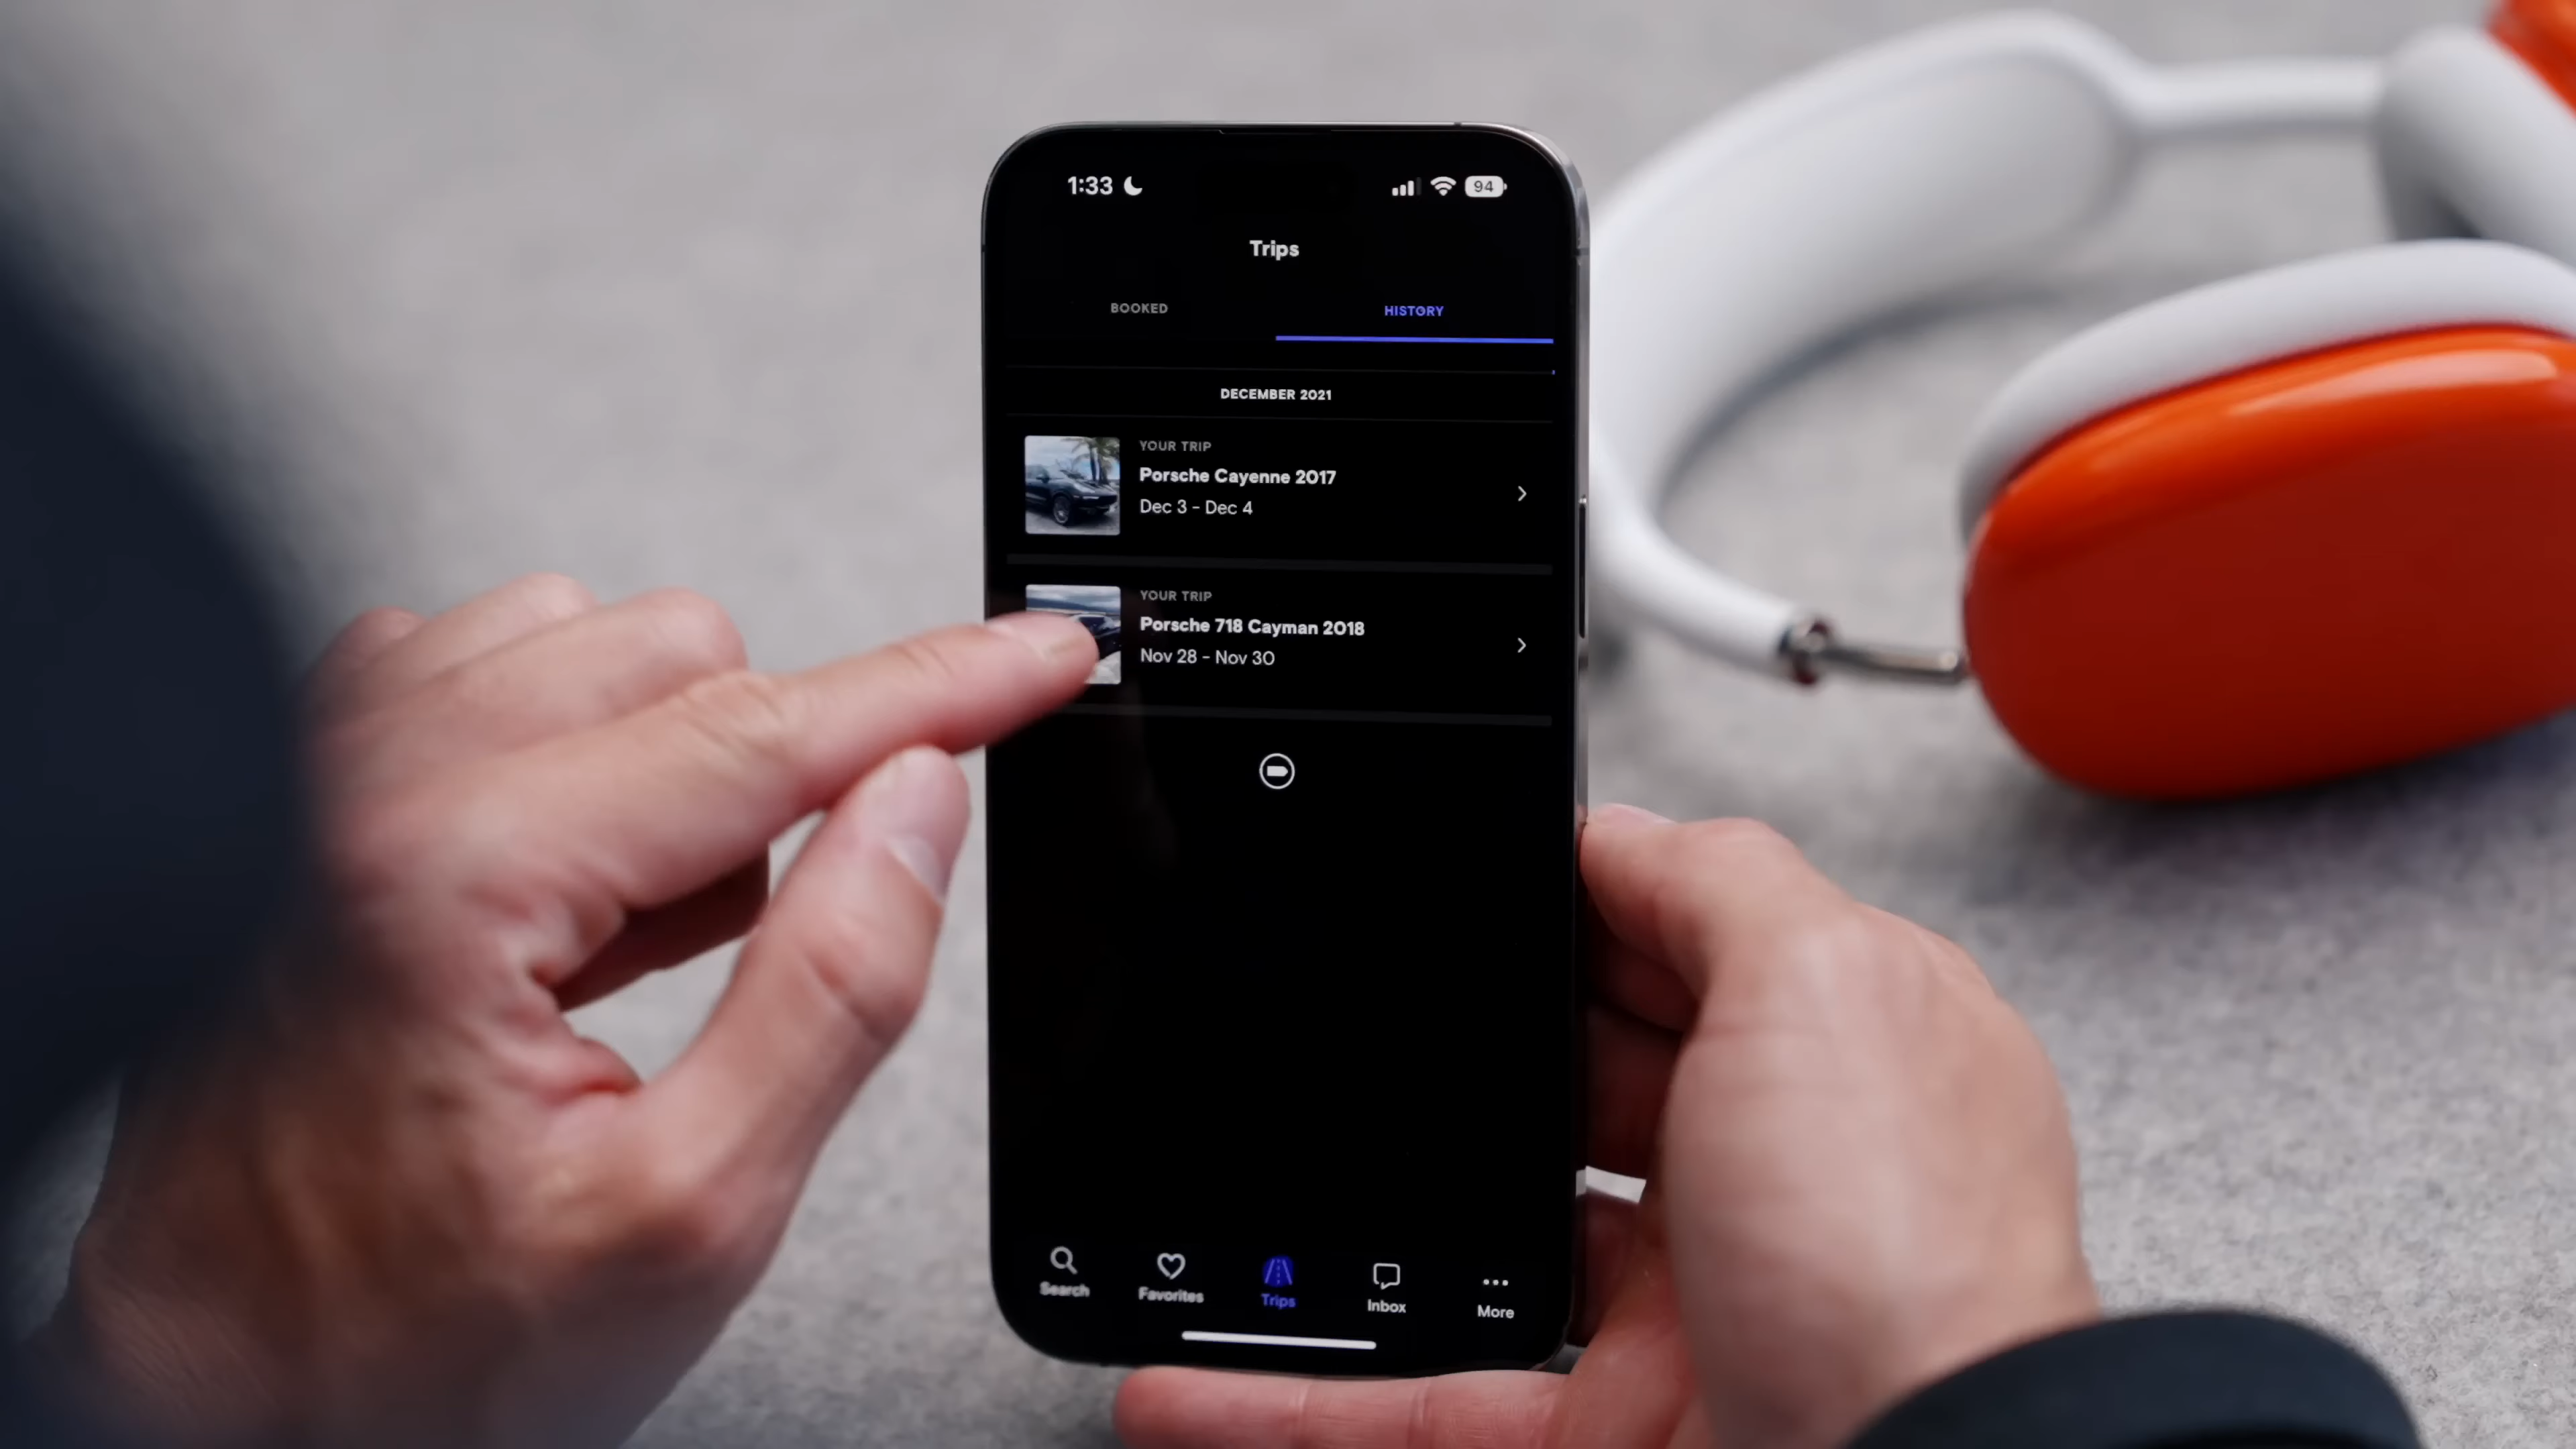 1:33
94
Trips
BOOKED
HISTORY
DECEMBER 2021
YOUR TRIP
Porsche Cayenne 2017
Dec 3 - Dec 4
YOUR TRIP
Porsche 718 Cayman 2018
Nov 28 - Nov 30
Search
Favorites
Trips
Inbox
More